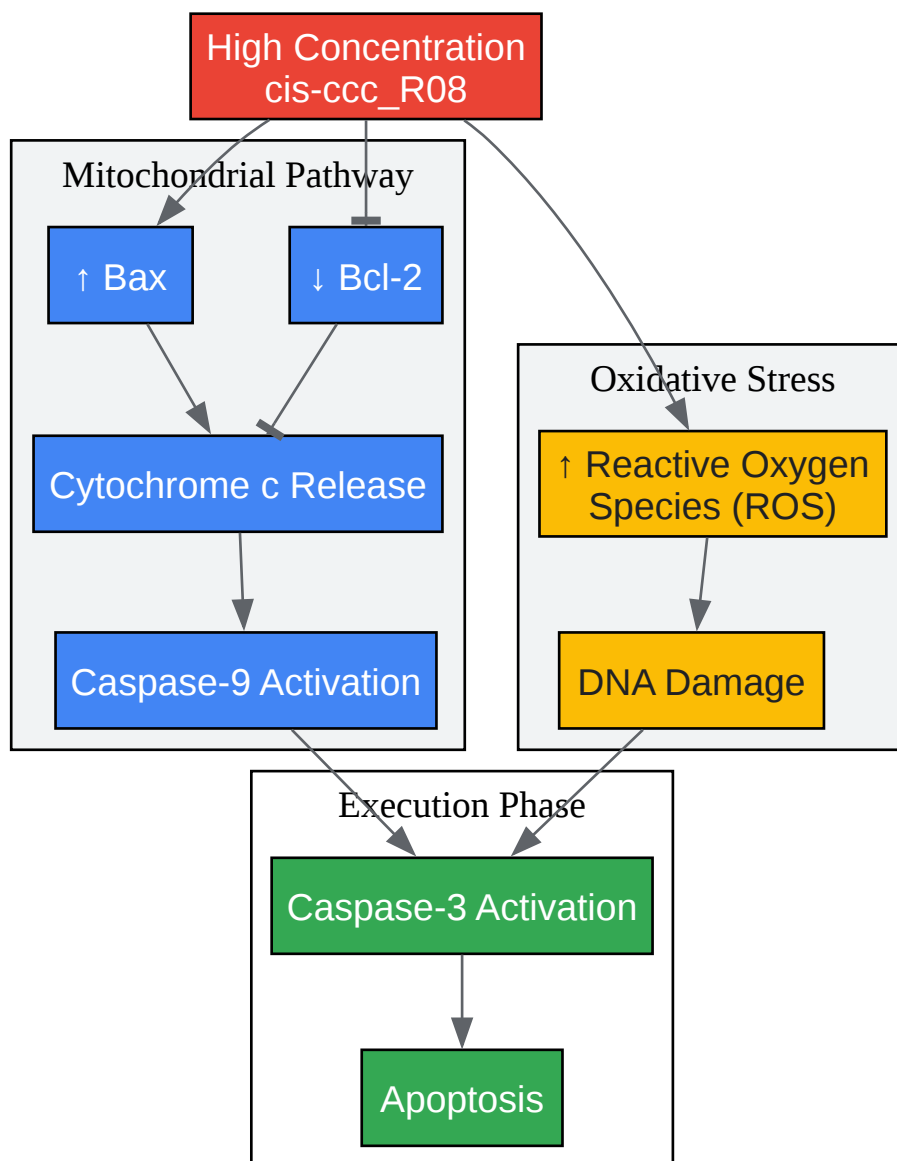 High Concentration
cis-ccc_R08
Mitochondrial Pathway
↑ Bax
↓ Bcl-2
Cytochrome c Release
Caspase-9 Activation
Oxidative Stress
↑ Reactive Oxygen
Species (ROS)
DNA Damage
Execution Phase
Caspase-3 Activation
Apoptosis